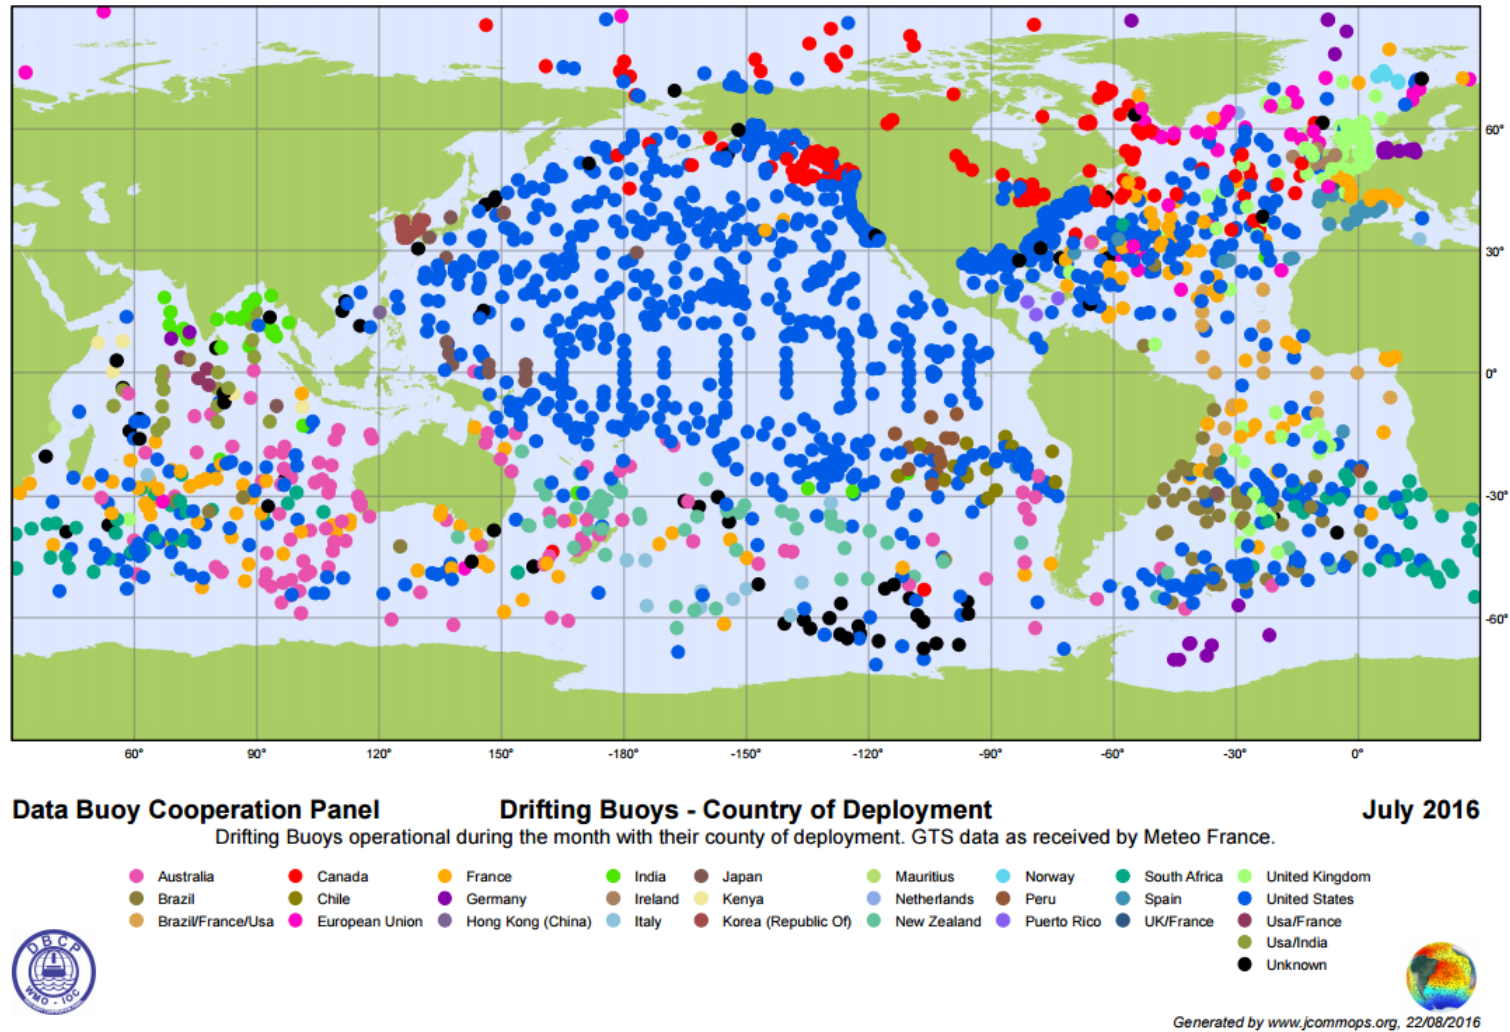 60°
30°
0°
-30°
-60°
60° 90° 120° 150° -180° -150° -120° -90° -60° -30° 0°
Data Buoy Cooperation Panel Drifting Buoys - Country of Deployment July 2016
Drifting Buoys operational during the month with their county of deployment. GTS data as received by Meteo France.
Australia Canada France India Japan Mauritius Norway South Africa United Kingdom
Brazil Chile Germany Ireland Kenya Netherlands Peru Spain United States
Brazil/France/Usa European Union Hong Kong (China) Italy Korea (Republic Of) New Zealand Puerto Rico UK/France Usa/France
Usa/India
Unknown
DBCP
WMO - IOC
Generated by www.jcommops.org, 22/08/2016